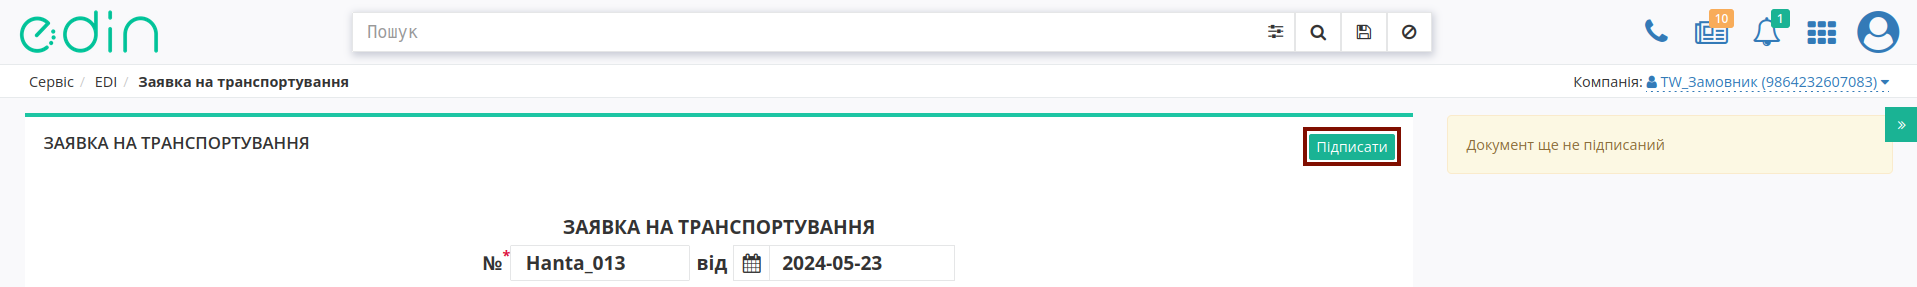 edin
Пошук
10
1
Сервіс / EDI / Заявка на транспортування
Компанія: TW_Замовник (9864232607083)
ЗАЯВКА НА ТРАНСПОРТУВАННЯ
Підписати
»
Документ ще не підписаний
ЗАЯВКА НА ТРАНСПОРТУВАННЯ
№* Hanta_013 від 2024-05-23